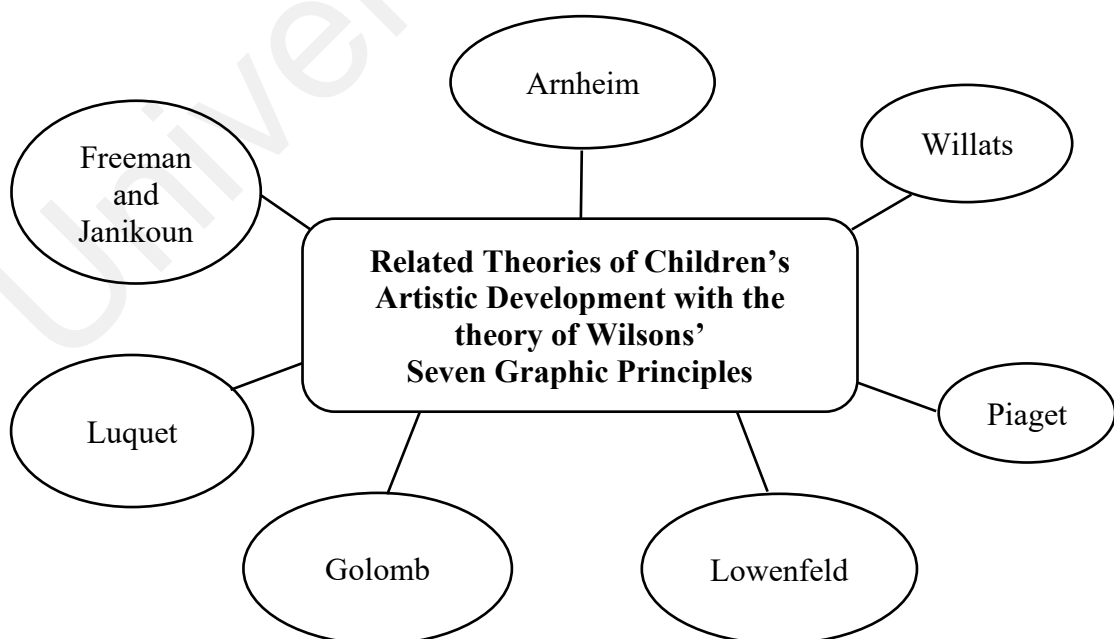 Arnheim
Willats
Freeman
and
Janikoun
Related Theories of Children’s
Artistic Development with the
theory of Wilsons’
Seven Graphic Principles
Piaget
Luquet
Golomb
Lowenfeld
Univer